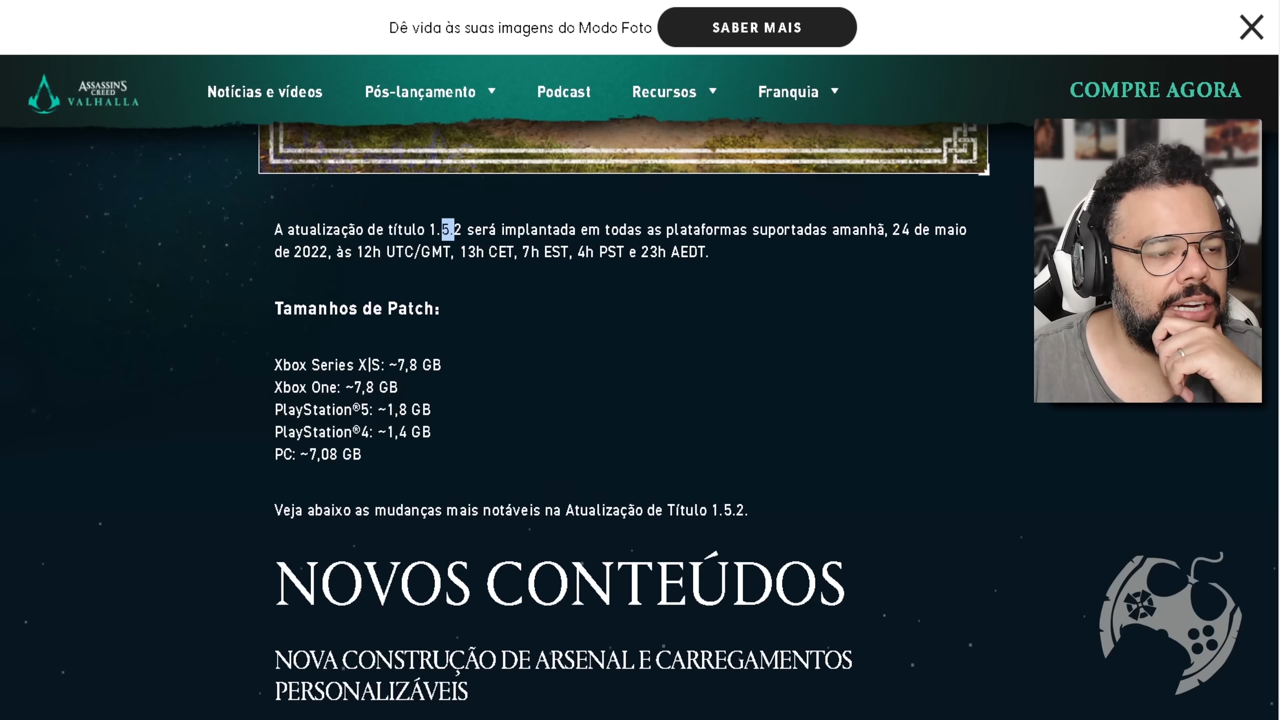 Dê vida às suas imagens do Modo Foto
SABER MAIS
ASSASSIN'S
CREED
VALHALLA
Notícias e vídeos
Pós-lançamento
Podcast
Recursos
Franquia
COMPRE AGORA
A atualização de título 1.5.2 será implantada em todas as plataformas suportadas amanhã, 24 de maio
de 2022, às 12h UTC/GMT, 13h CET, 7h EST, 4h PST e 23h AEDT.
Tamanhos de Patch:
Xbox Series X|S: ~7,8 GB
Xbox One: ~7,8 GB
PlayStation®5: ~1,8 GB
PlayStation®4: ~1,4 GB
PC: ~7,08 GB
Veja abaixo as mudanças mais notáveis na Atualização de Título 1.5.2.
NOVOS CONTEÚDOS
NOVA CONSTRUÇÃO DE ARSENAL E CARREGAMENTOS
PERSONALIZÁVEIS